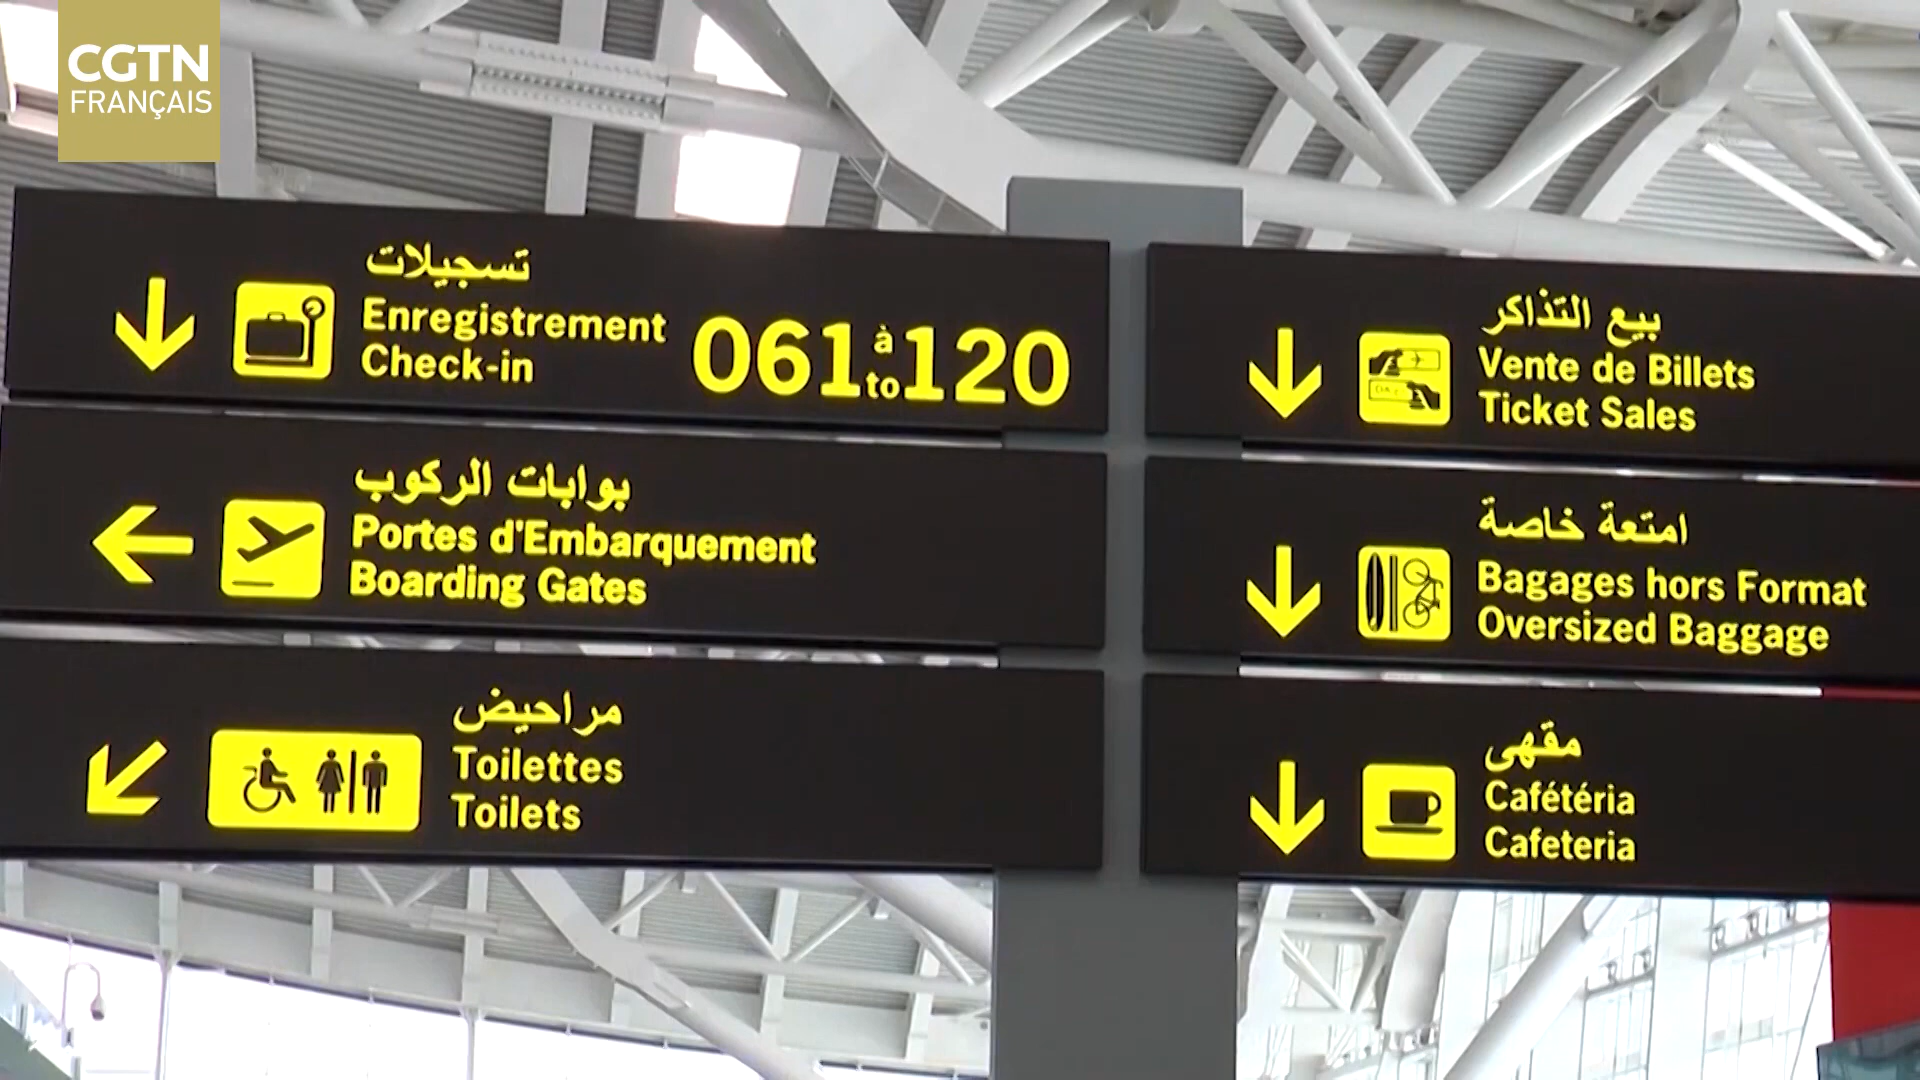 CGTN
FRANÇAIS
تسجيلات
Enregistrement
Check-in
061 à to 120
بوابات الركوب
Portes d'Embarquement
Boarding Gates
مراحيض
Toilettes
Toilets
بيع التذاكر
Vente de Billets
Ticket Sales
امتعة خاصة
Bagages hors Format
Oversized Baggage
مقهى
Cafétéria
Cafeteria